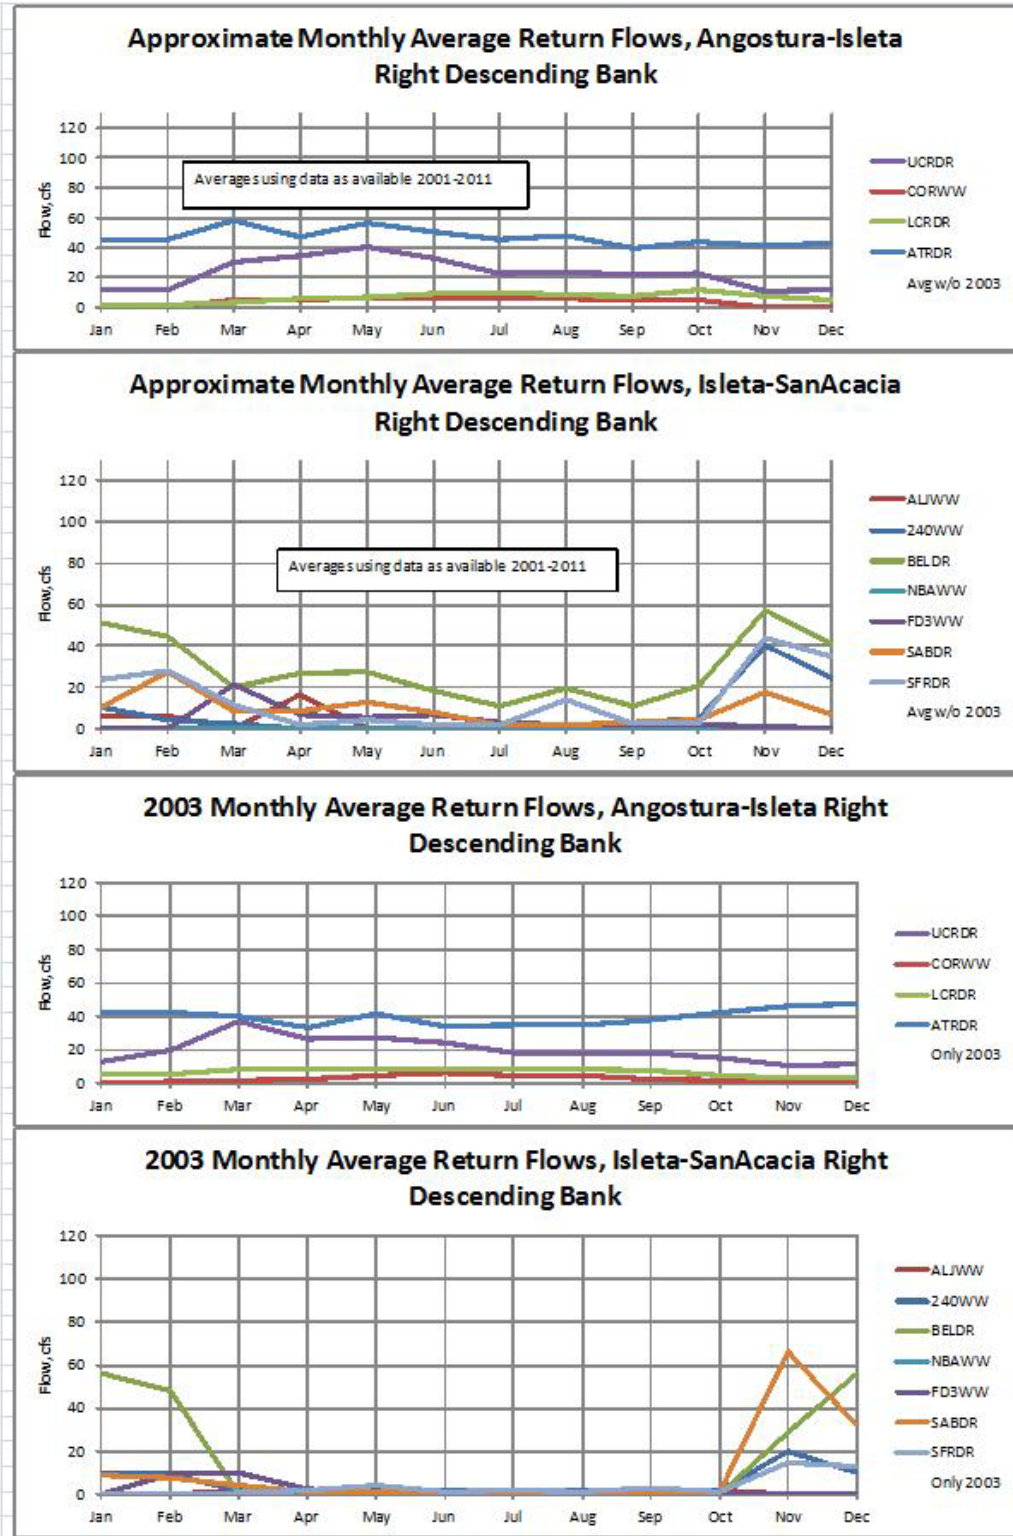 Approximate Monthly Average Return Flows, Angostura-Isleta
Right Descending Bank
120
100
80
60
40
20
0
Flow, cfs
Averages using data as available 2001-2011
Jan Feb Mar Apr May Jun Jul Aug Sep Oct Nov Dec
UCRDR
CORWW
LCRDR
ATRDR
Avg w/o 2003
Approximate Monthly Average Return Flows, Isleta-SanAcacia
Right Descending Bank
120
100
80
60
40
20
0
Flow, cfs
Averages using data as available 2001-2011
Jan Feb Mar Apr May Jun Jul Aug Sep Oct Nov Dec
ALJWW
240WW
BELDR
NBAWW
FD3WW
SABDR
SFRDR
Avg w/o 2003
2003 Monthly Average Return Flows, Angostura-Isleta Right
Descending Bank
120
100
80
60
40
20
0
Flow, cfs
Jan Feb Mar Apr May Jun Jul Aug Sep Oct Nov Dec
UCRDR
CORWW
LCRDR
ATRDR
Only 2003
2003 Monthly Average Return Flows, Isleta-SanAcacia Right
Descending Bank
120
100
80
60
40
20
0
Flow, cfs
Jan Feb Mar Apr May Jun Jul Aug Sep Oct Nov Dec
ALJWW
240WW
BELDR
NBAWW
FD3WW
SABDR
SFRDR
Only 2003